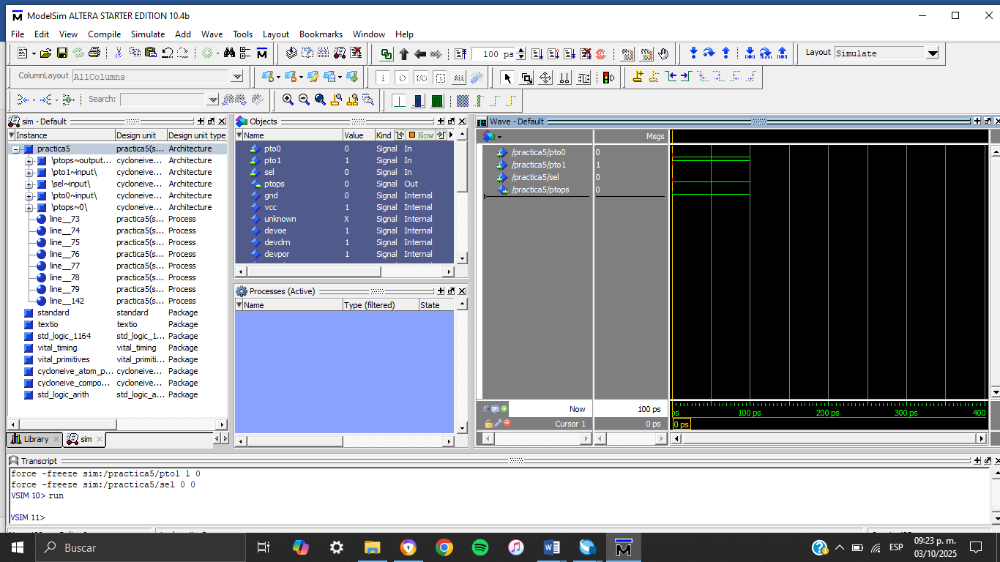 ModelSim ALTERA STARTER EDITION 10.4b
File Edit View Compile Simulate Add Wave Tools Layout Bookmarks Window Help
100 ps
Layout Simulate
ColumnLayout AllColumns
ALL
Search:
sim - Default
Instance Design unit Design unit type
practica5 practica5(s... Architecture
\ptops~output... cycloneive... Architecture
\pto1~input\ cycloneive... Architecture
\sel~input\ cycloneive... Architecture
\pto0~input\ cycloneive... Architecture
\ptops~0\ cycloneive... Architecture
line__73 practica5(s... Process
line__74 practica5(s... Process
line__75 practica5(s... Process
line__76 practica5(s... Process
line__77 practica5(s... Process
line__78 practica5(s... Process
line__79 practica5(s... Process
line__142 practica5(s... Process
standard standard Package
textio textio Package
std_logic_1164 std_logic_1... Package
vital_timing vital_timing Package
vital_primitives vital_primiti... Package
cycloneive_atom_p... cycloneive... Package
cycloneive_compo... cycloneive... Package
std_logic_arith std_logic_a... Package
Library sim
Objects
Name Value Kind Now
pto0 0 Signal In
pto1 1 Signal In
sel 0 Signal In
ptops 0 Signal Out
gnd 0 Signal Internal
vcc 1 Signal Internal
unknown X Signal Internal
devoe 1 Signal Internal
devclrn 1 Signal Internal
devpor 1 Signal Internal
Processes (Active)
Name Type (filtered) State
Wave - Default
Msgs
/practica5/pto0 0
/practica5/pto1 1
/practica5/sel 0
/practica5/ptops 0
Now 100 ps
ps 100 ps 200 ps 300 ps 400
Cursor 1 0 ps
0 ps
Transcript
force -freeze sim:/practica5/pto1 1 0
force -freeze sim:/practica5/sel 0 0
VSIM 10> run
VSIM 11>
Buscar
ESP
09:23 p. m.
03/10/2025